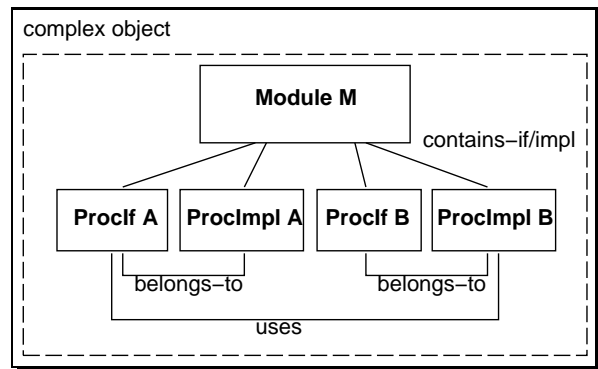 complex object
Module M
contains−if/impl
ProcIf A
ProcImpl A
ProcIf B
ProcImpl B
belongs−to
belongs−to
uses